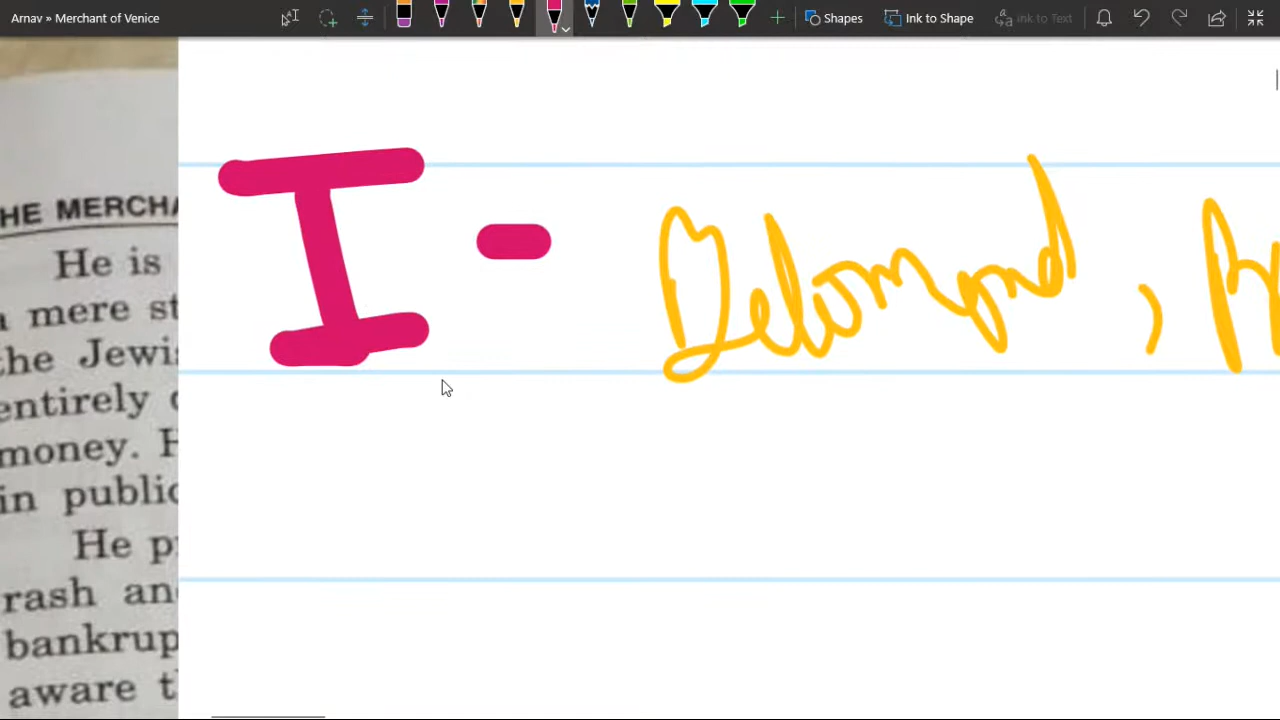 Arnav » Merchant of Venice
Shapes
Ink to Shape
Ink to Text
HE MERCHA
I -
He is
a mere st
the Jewis
entirely
money. H
in public
He p
rash an
bankrup
aware t